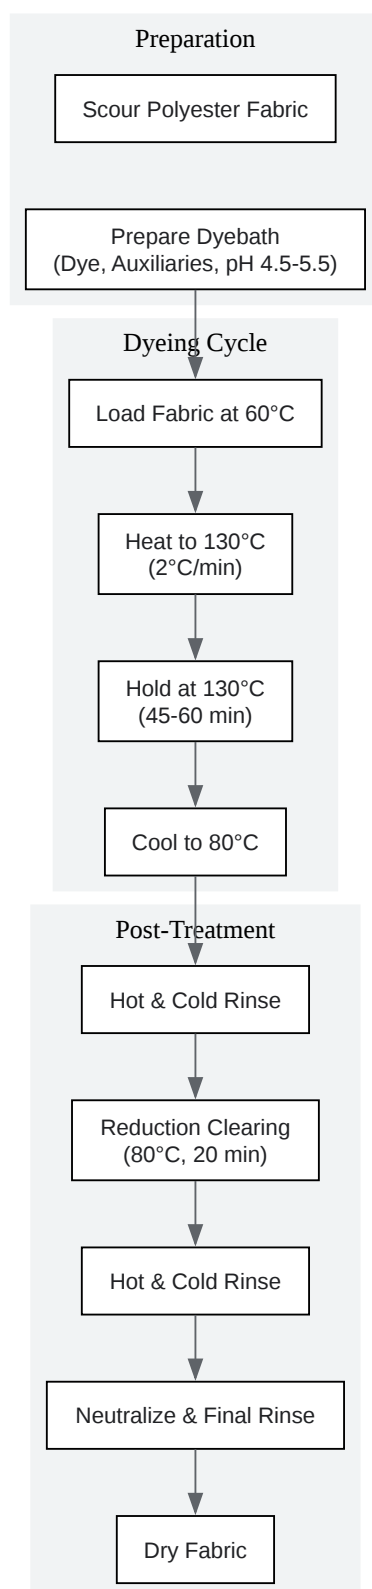 Preparation
Scour Polyester Fabric
Prepare Dyebath
(Dye, Auxiliaries, pH 4.5-5.5)
Dyeing Cycle
Load Fabric at 60°C
Heat to 130°C
(2°C/min)
Hold at 130°C
(45-60 min)
Cool to 80°C
Post-Treatment
Hot & Cold Rinse
Reduction Clearing
(80°C, 20 min)
Hot & Cold Rinse
Neutralize & Final Rinse
Dry Fabric